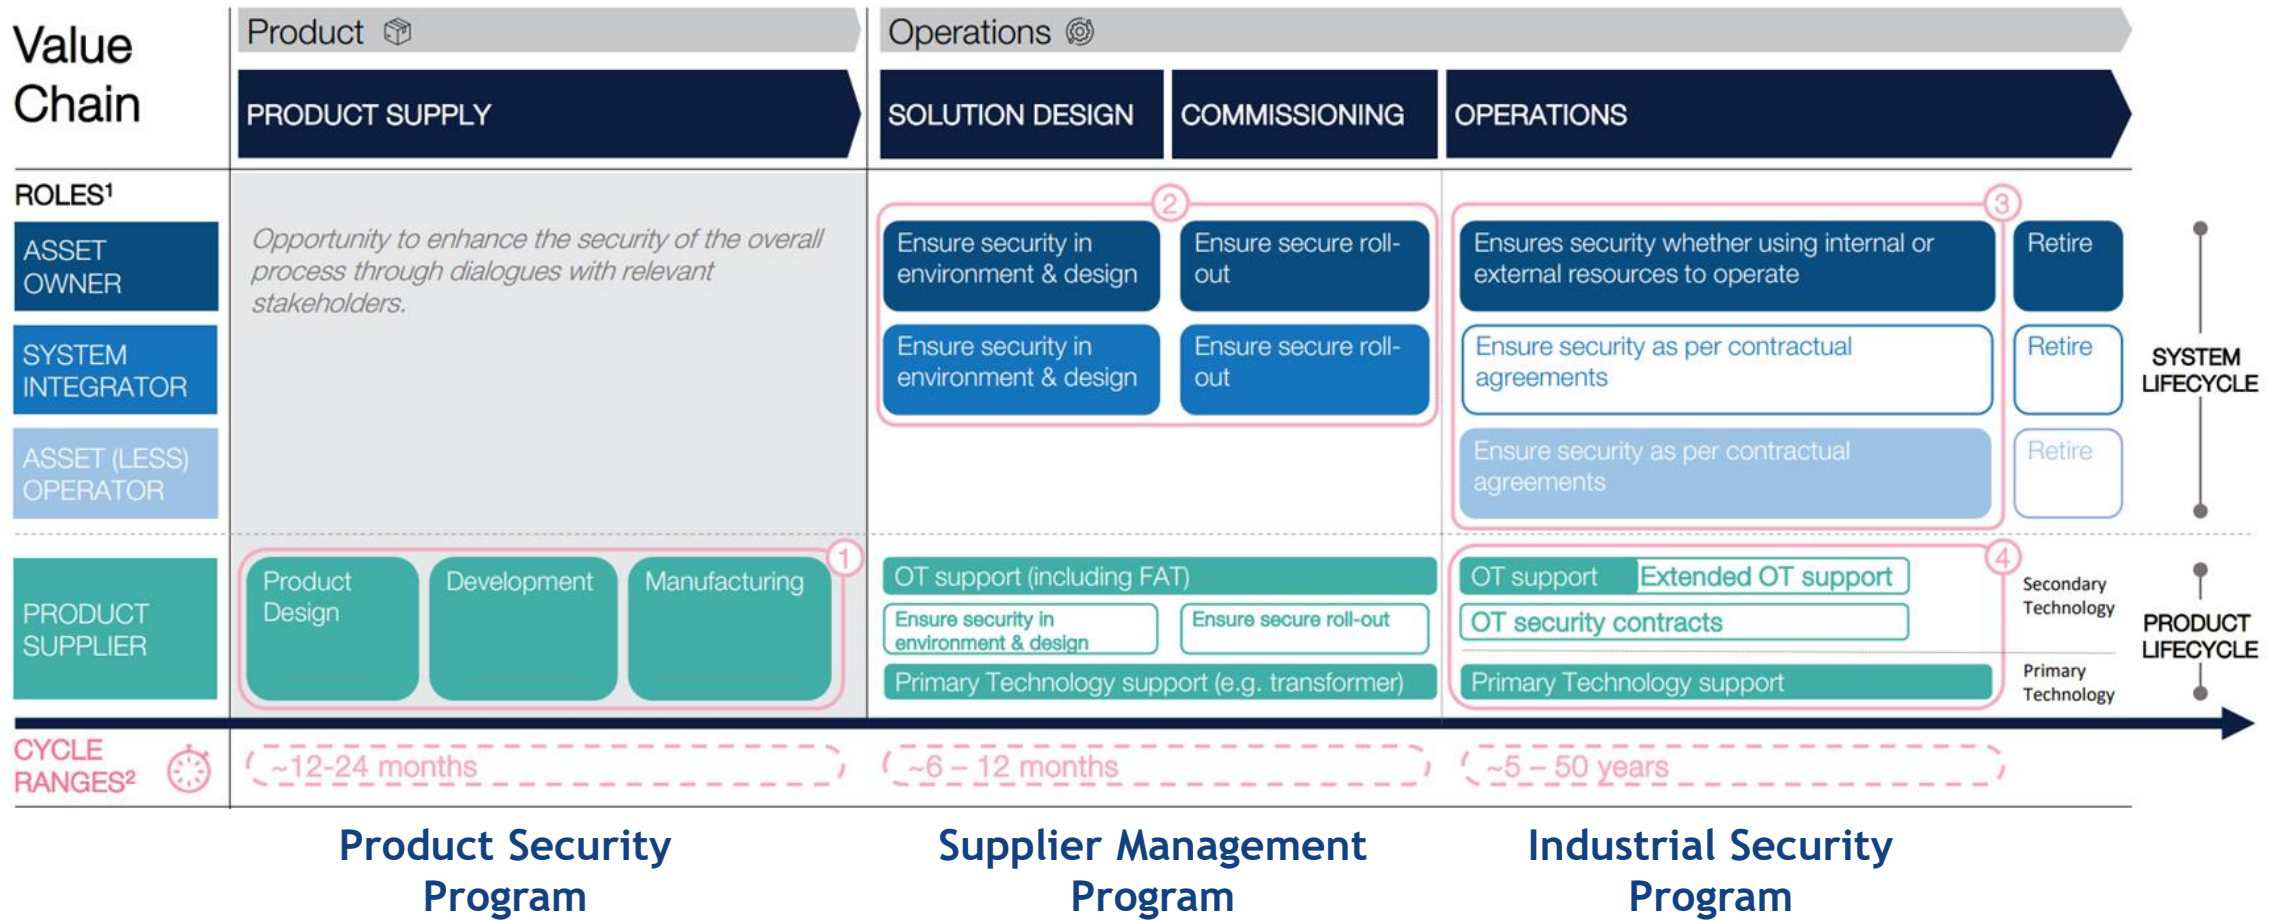 Value
Chain
Product
Operations
PRODUCT SUPPLY
SOLUTION DESIGN
COMMISSIONING
OPERATIONS
ROLES¹
ASSET
OWNER
Opportunity to enhance the security of the overall
process through dialogues with relevant
stakeholders.
2
Ensure security in
environment & design
Ensure secure roll-
out
3
Ensures security whether using internal or
external resources to operate
Retire
SYSTEM
INTEGRATOR
Ensure security in
environment & design
Ensure secure roll-
out
Ensure security as per contractual
agreements
Retire
SYSTEM
LIFECYCLE
ASSET (LESS)
OPERATOR
Ensure security as per contractual
agreements
Retire
PRODUCT
SUPPLIER
1
Product
Design
Development
Manufacturing
OT support (including FAT)
Ensure security in
environment & design
Ensure secure roll-out
Primary Technology support (e.g. transformer)
4
OT support
Extended OT support
OT security contracts
Primary Technology support
Secondary
Technology
Primary
Technology
PRODUCT
LIFECYCLE
CYCLE
RANGES²
~12-24 months
~6 – 12 months
~5 – 50 years
Product Security
Program
Supplier Management
Program
Industrial Security
Program